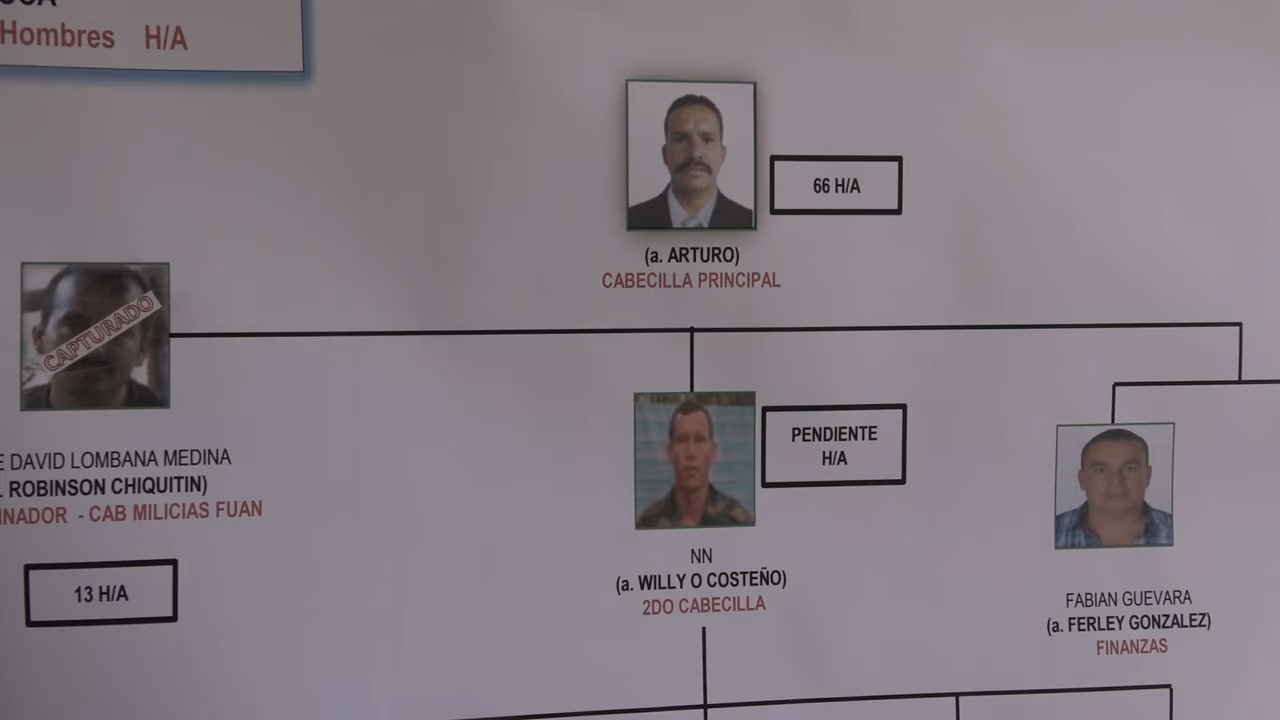 Hombres H/A
66 H/A
(a. ARTURO)
CABECILLA PRINCIPAL
CAPTURADO
DAVID LOMBANA MEDINA
ROBINSON CHIQUITIN)
- CAB MILICIAS FUAN
13 H/A
PENDIENTE
H/A
NN
(a. WILLY O COSTEÑO)
2DO CABECILLA
FABIAN GUEVARA
(a. FERLEY GONZALEZ)
FINANZAS